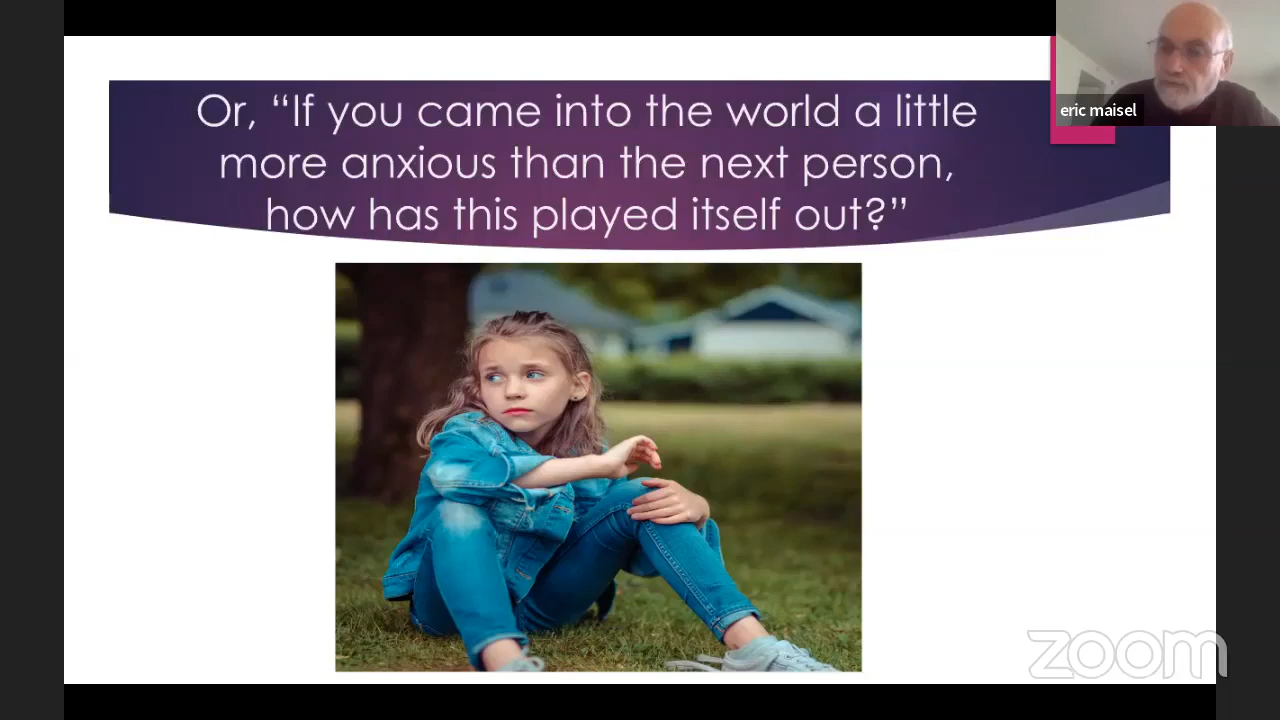 Or, “If you came into the world a little
more anxious than the next person,
how has this played itself out?”
eric maisel
zoom